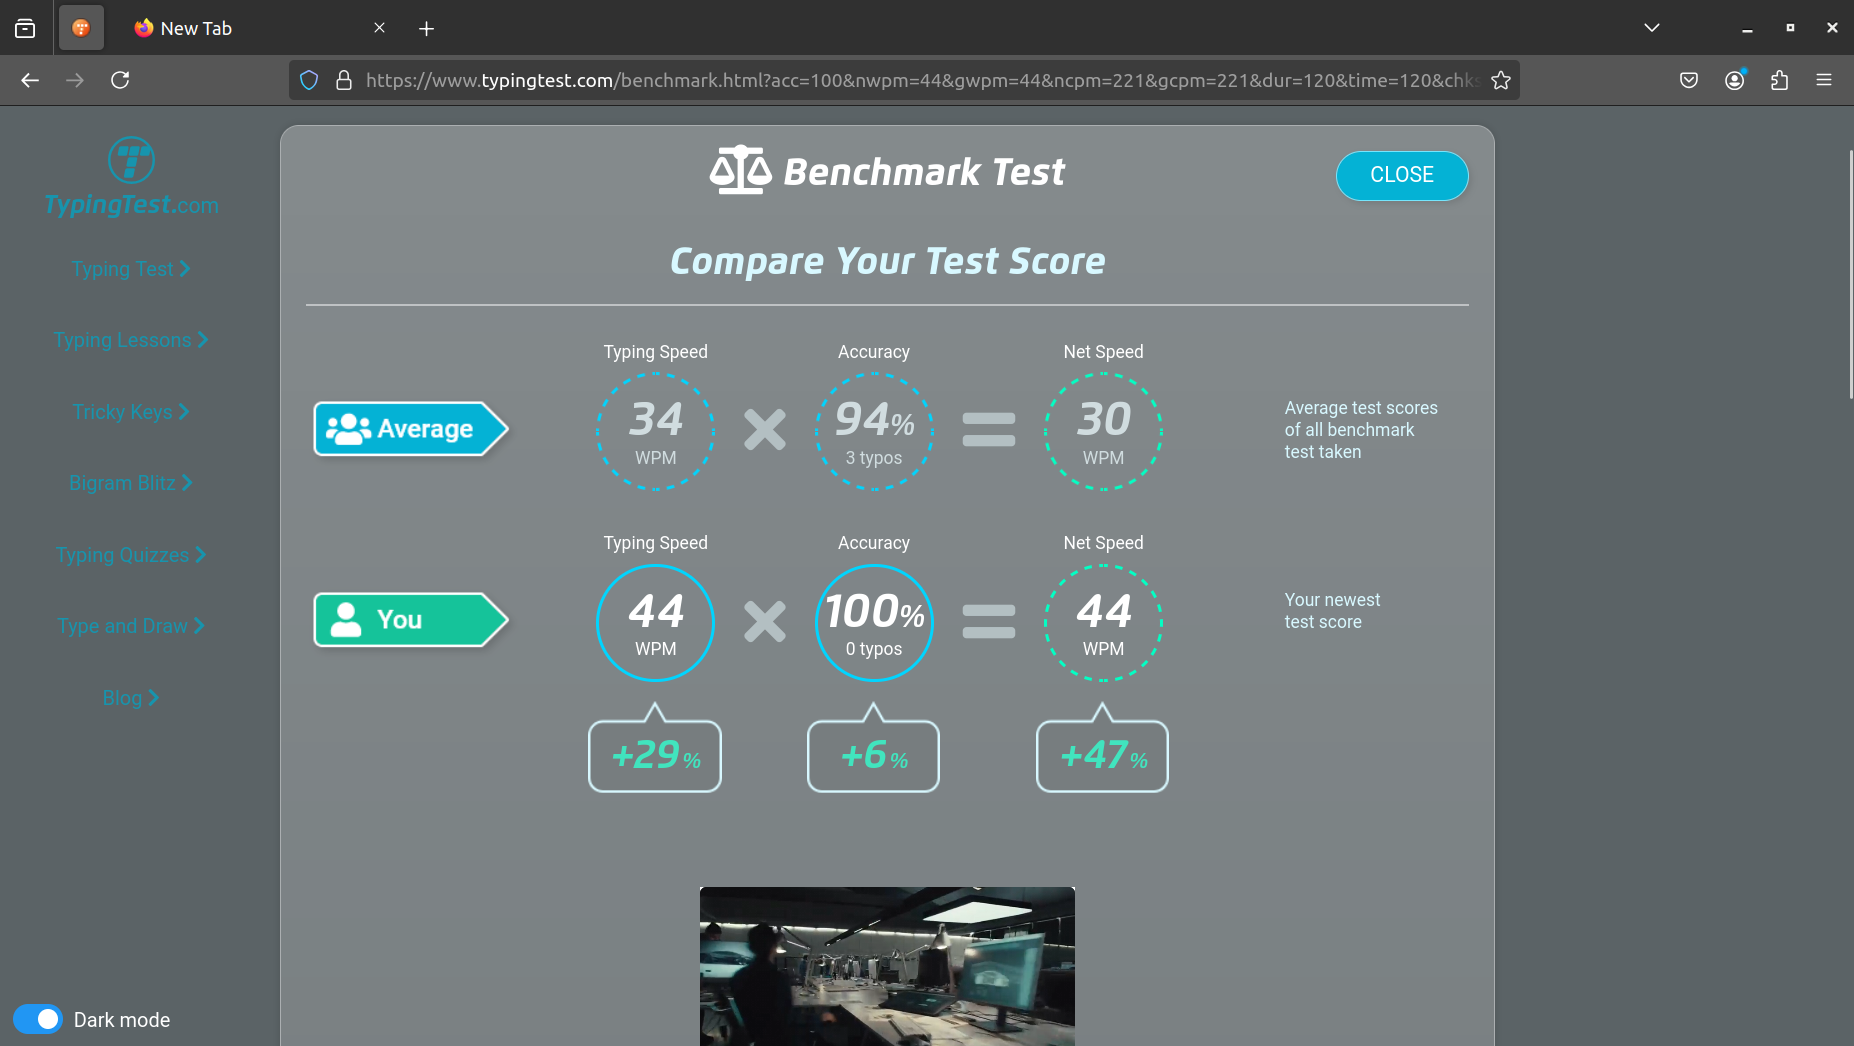 New Tab
https://www.typingtest.com/benchmark.html?acc=100&nwpm=44&gwpm=44&ncpm=221&gcpm=221&dur=120&time=120&chks
TypingTest.com
Typing Test
Typing Lessons
Tricky Keys
Bigram Blitz
Typing Quizzes
Type and Draw
Blog
Dark mode
Benchmark Test
CLOSE
Compare Your Test Score
Typing Speed Accuracy Net Speed
Average 34 WPM × 94% 3 typos = 30 WPM
Average test scores
of all benchmark
test taken
Typing Speed Accuracy Net Speed
You 44 WPM × 100% 0 typos = 44 WPM
Your newest
test score
+29% +6% +47%